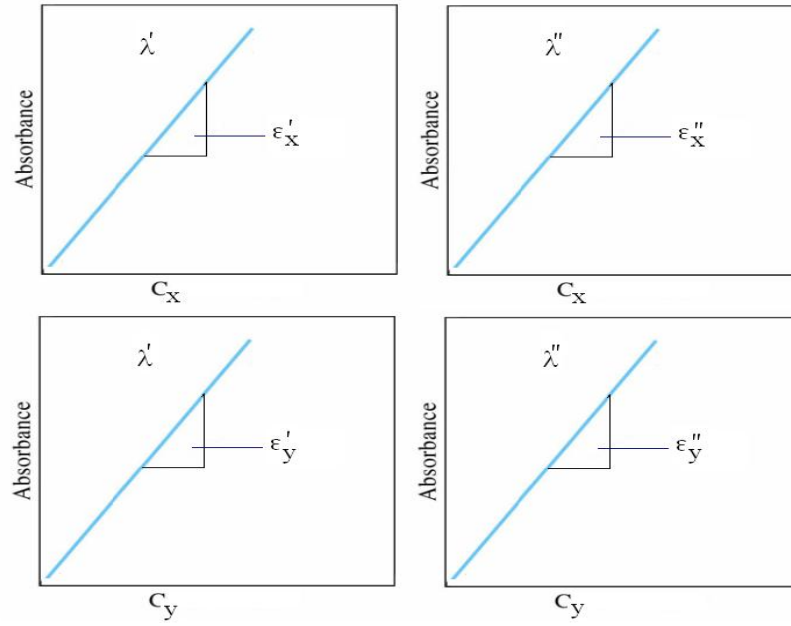 λ'
Absorbance
ε'x
Cx
λ"
Absorbance
ε"x
Cx
λ'
Absorbance
ε'y
Cy
λ"
Absorbance
ε"y
Cy